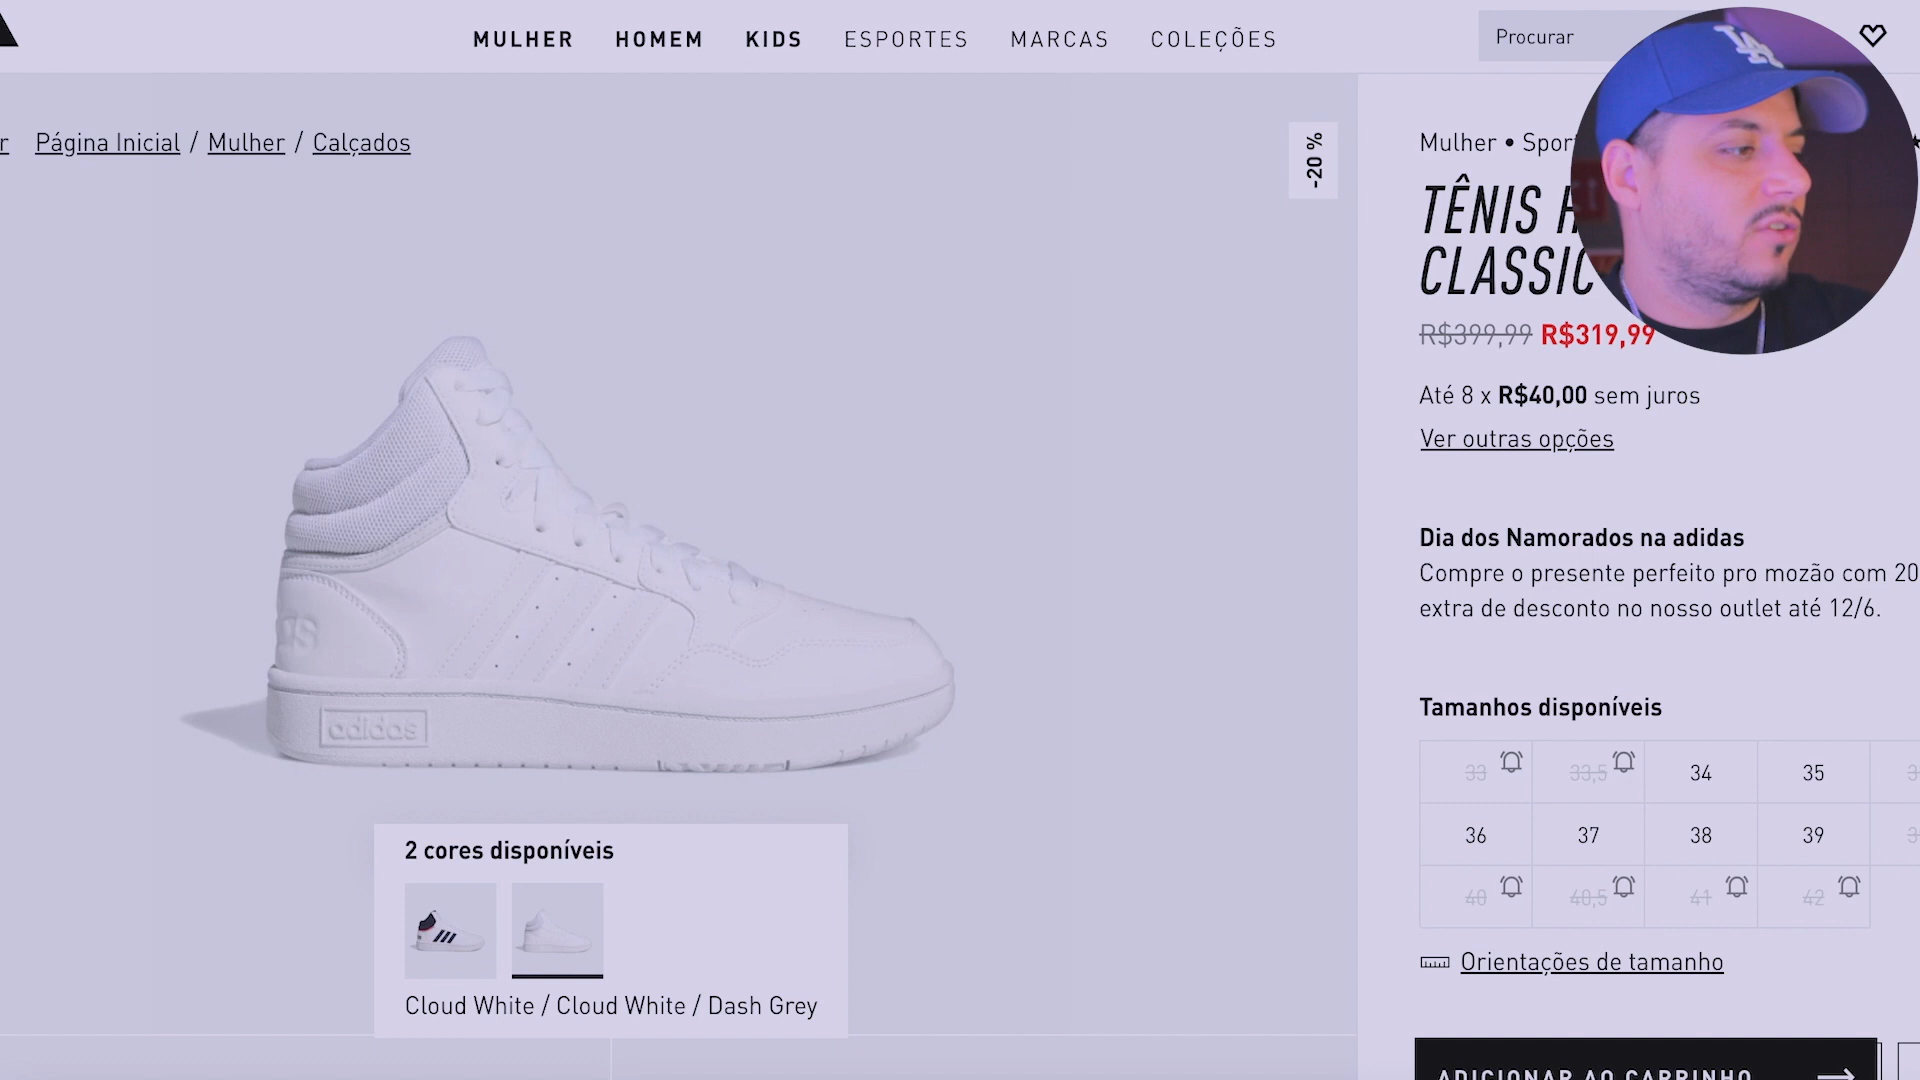 MULHER HOMEM KIDS ESPORTES MARCAS COLEÇÕES
Procurar
Página Inicial / Mulher / Calçados
-20 %
adidas
2 cores disponíveis
Cloud White / Cloud White / Dash Grey
Mulher •
TÊNIS
CLASSIC
R$399,99 R$319,99
Até 8 x R$40,00 sem juros
Ver outras opções
Dia dos Namorados na adidas
Compre o presente perfeito pro mozão com 20
extra de desconto no nosso outlet até 12/6.
Tamanhos disponíveis
33 33,5 34 35
36 37 38 39
40 40,5 41 42
Orientações de tamanho
ADICIONAR AO CARRINHO
LA